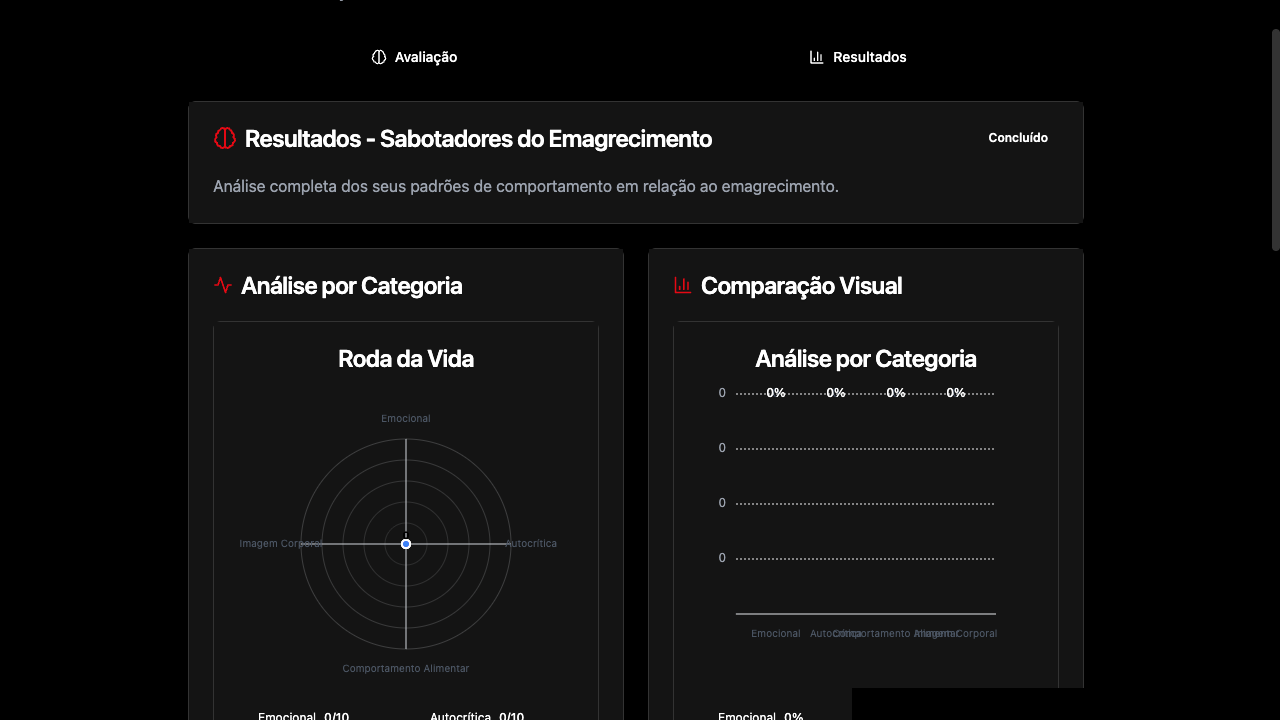 Avaliação
Resultados
Resultados - Sabotadores do Emagrecimento
Concluído
Análise completa dos seus padrões de comportamento em relação ao emagrecimento.
Análise por Categoria
Roda da Vida
Emocional
Imagem Corporal
Autocrítica
Comportamento Alimentar
Emocional 0/10
Autocrítica 0/10
Comparação Visual
Análise por Categoria
0
0% 0% 0% 0%
0
0
0
Emocional Autocrítica Comportamento Alimentar Imagem Corporal
Emocional 0%